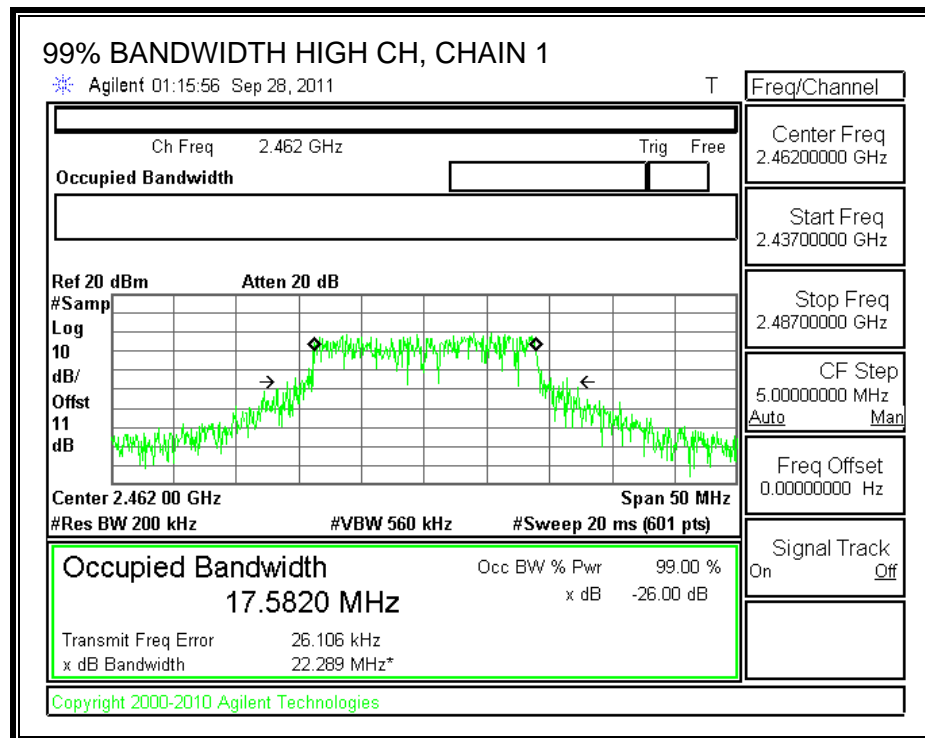 99% BANDWIDTH HIGH CH, CHAIN 1
Agilent 01:15:56 Sep 28, 2011 T
Freq/Channel
Ch Freq 2.462 GHz Trig Free
Occupied Bandwidth
Center Freq
2.46200000 GHz
Start Freq
2.43700000 GHz
Stop Freq
2.48700000 GHz
CF Step
5.00000000 MHz
Auto Man
Freq Offset
0.00000000 Hz
Signal Track
On Off
Ref 20 dBm Atten 20 dB
#Samp
Log
10
dB/
Offst
11
dB
Center 2.462 00 GHz Span 50 MHz
#Res BW 200 kHz #VBW 560 kHz #Sweep 20 ms (601 pts)
Occupied Bandwidth
17.5820 MHz
Occ BW % Pwr 99.00 %
x dB -26.00 dB
Transmit Freq Error 26.106 kHz
x dB Bandwidth 22.289 MHz*
Copyright 2000-2010 Agilent Technologies